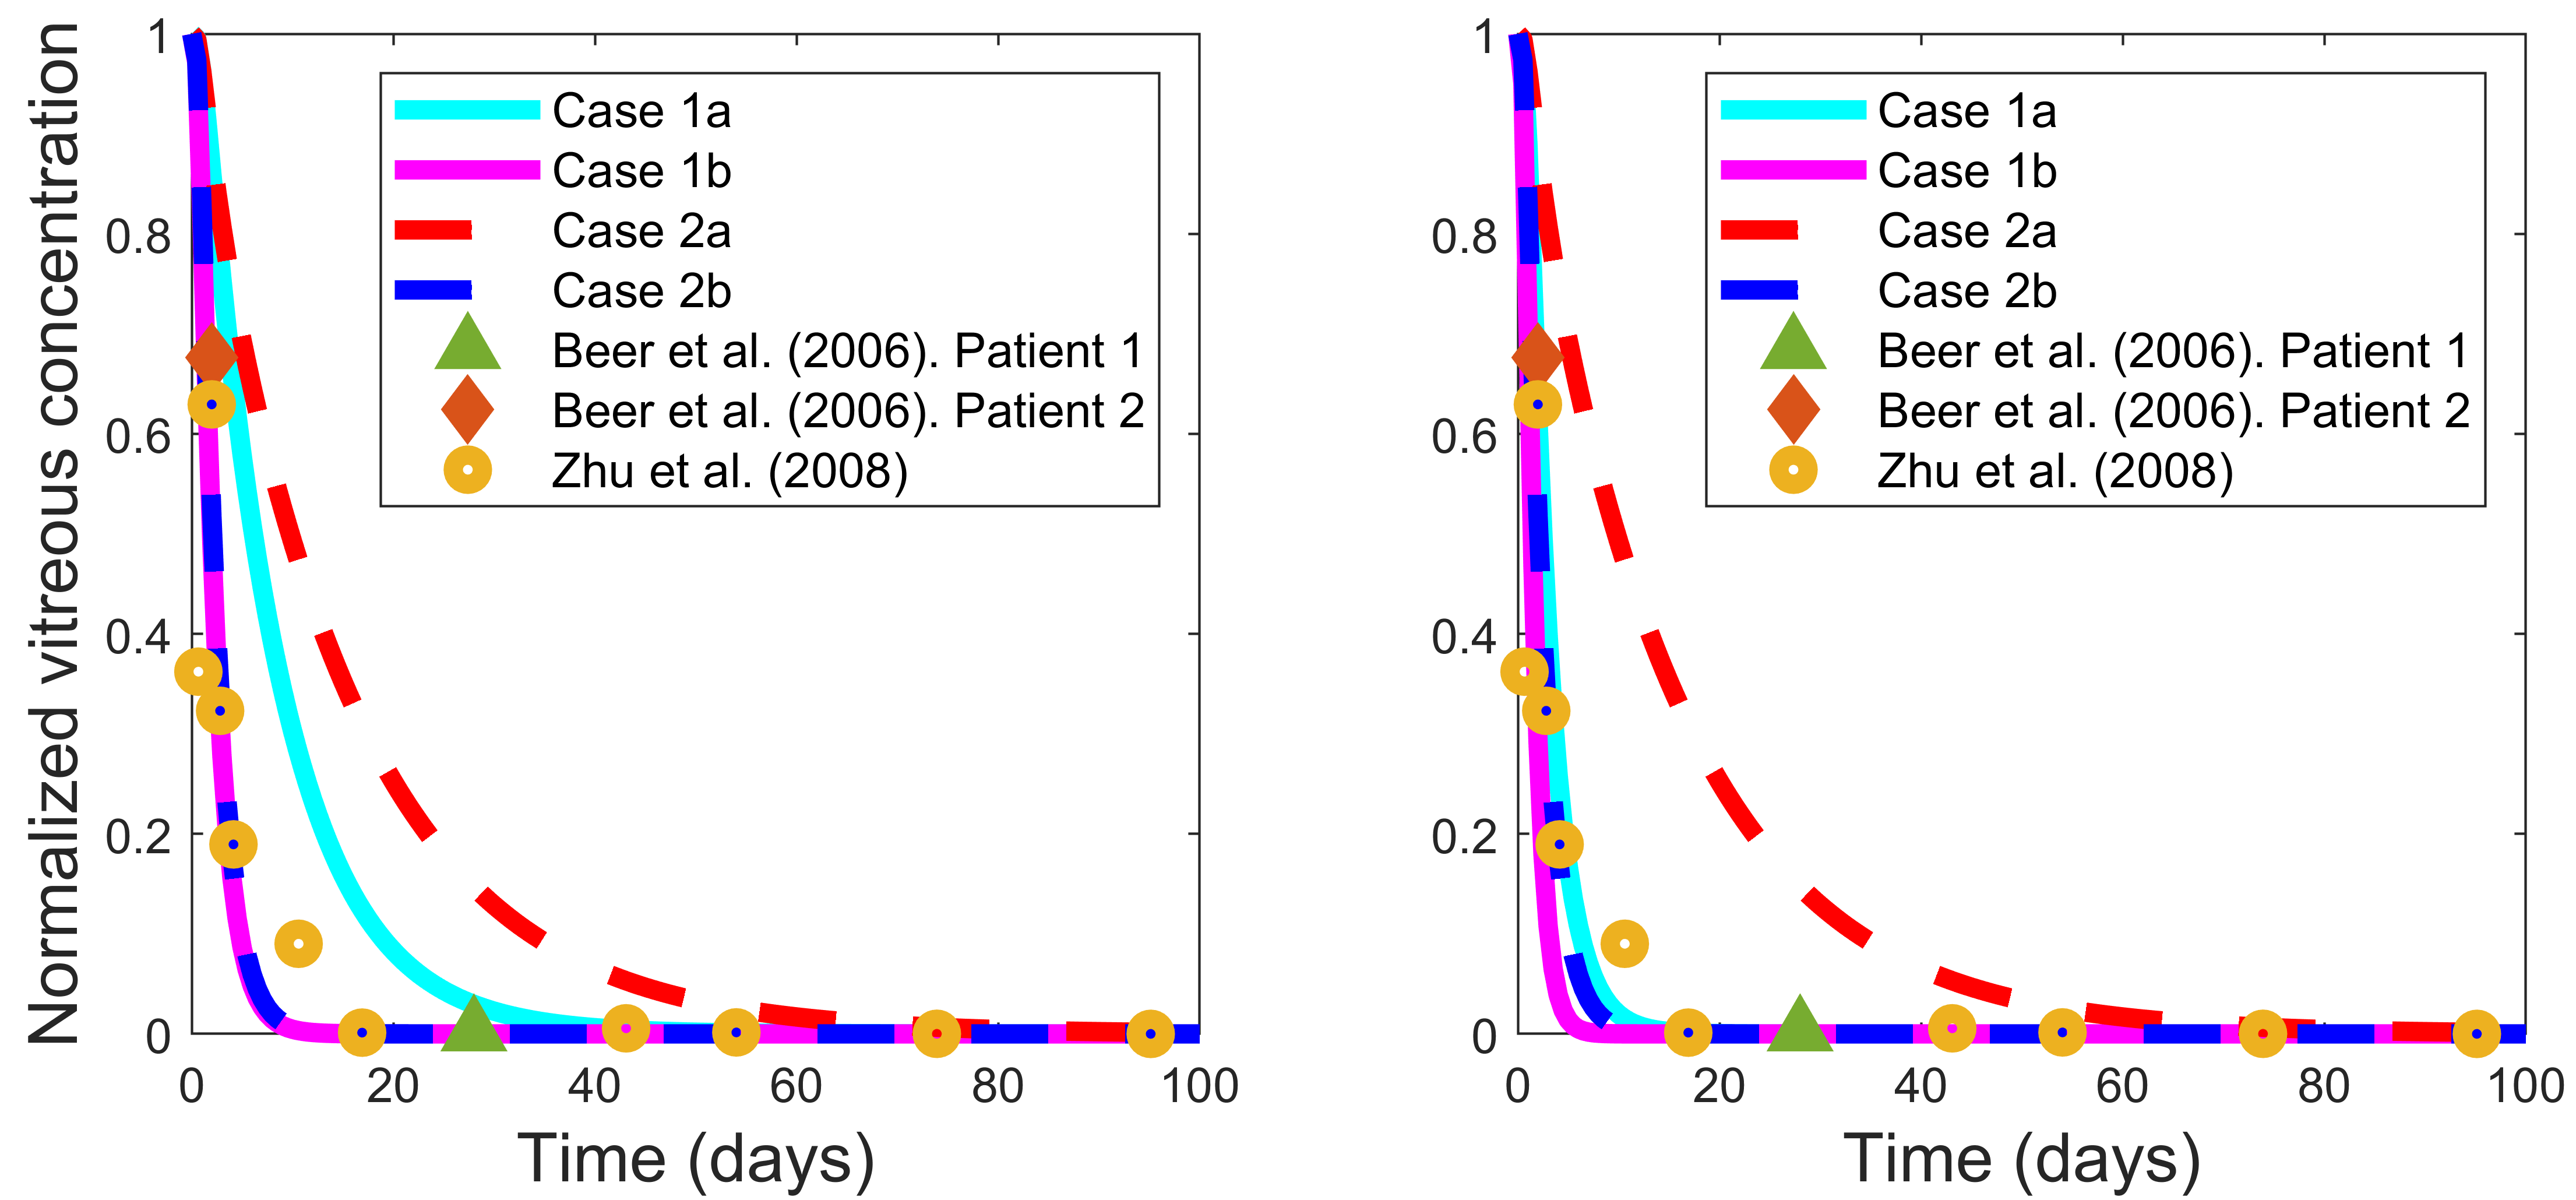 Normalized vitreous concentration
1
0.8
0.6
0.4
0.2
0
0 20 40 60 80 100
Time (days)
Case 1a
Case 1b
Case 2a
Case 2b
Beer et al. (2006). Patient 1
Beer et al. (2006). Patient 2
Zhu et al. (2008)
1
0.8
0.6
0.4
0.2
0
0 20 40 60 80 100
Time (days)
Case 1a
Case 1b
Case 2a
Case 2b
Beer et al. (2006). Patient 1
Beer et al. (2006). Patient 2
Zhu et al. (2008)